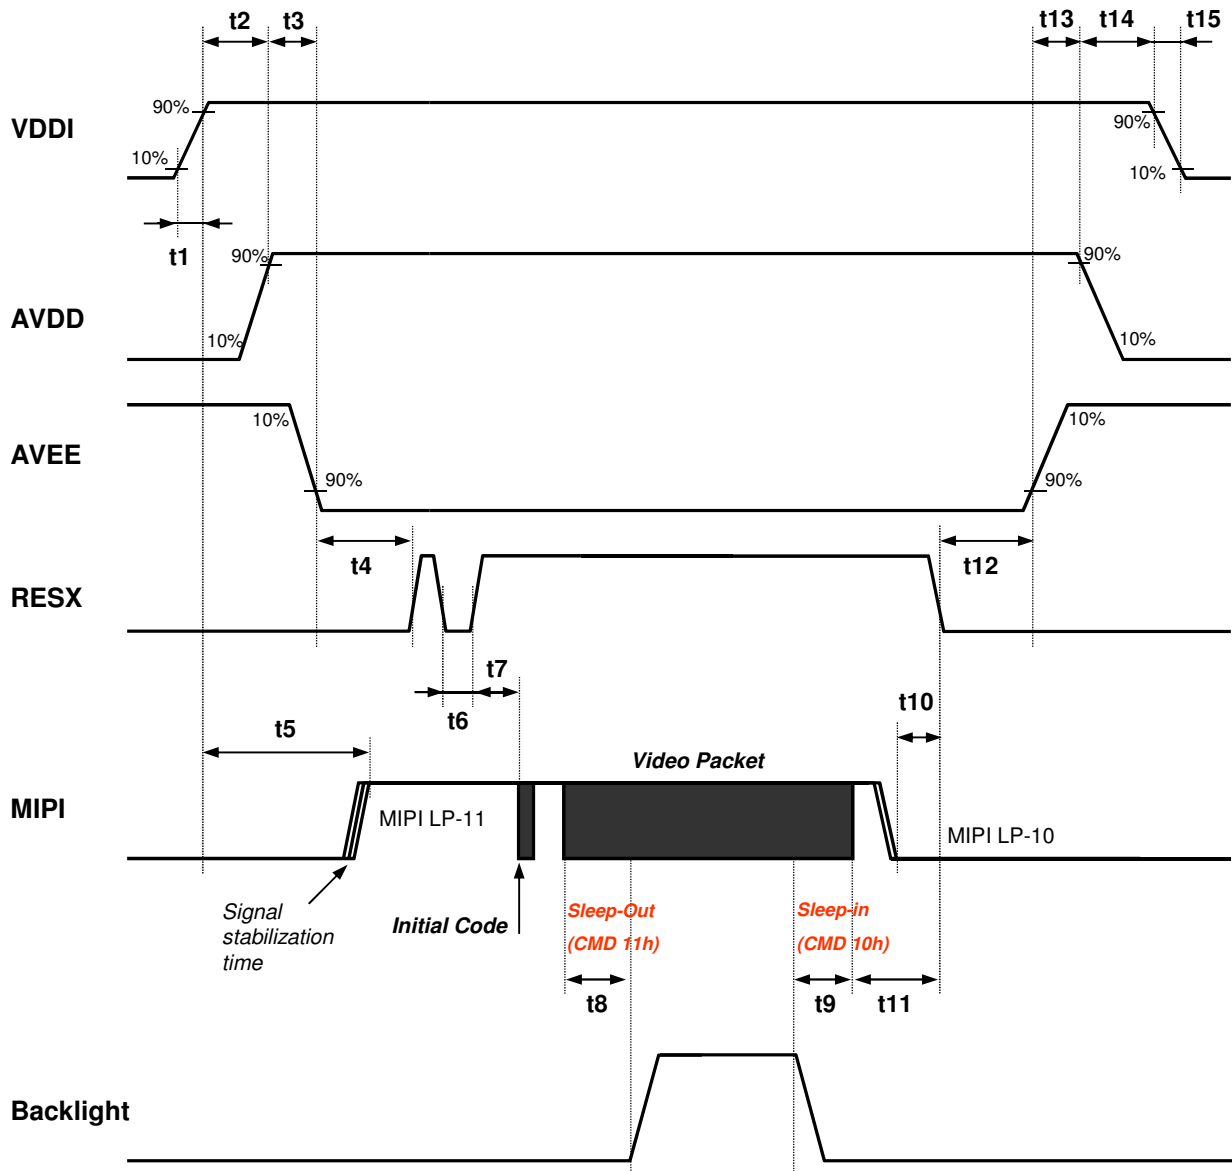 t2 t3 t13 t14 t15
90% 90%
VDDI
10% 10%
t1
90% 90%
AVDD
10% 10%
10% 10%
AVEE
90% 90%
t4 t12
RESX
t7
t6
t10
t5
Video Packet
MIPI
MIPI LP-11
MIPI LP-10
Signal
stabilization
time
Initial Code
Sleep-Out
(CMD 11h)
Sleep-in
(CMD 10h)
t8 t9 t11
Backlight